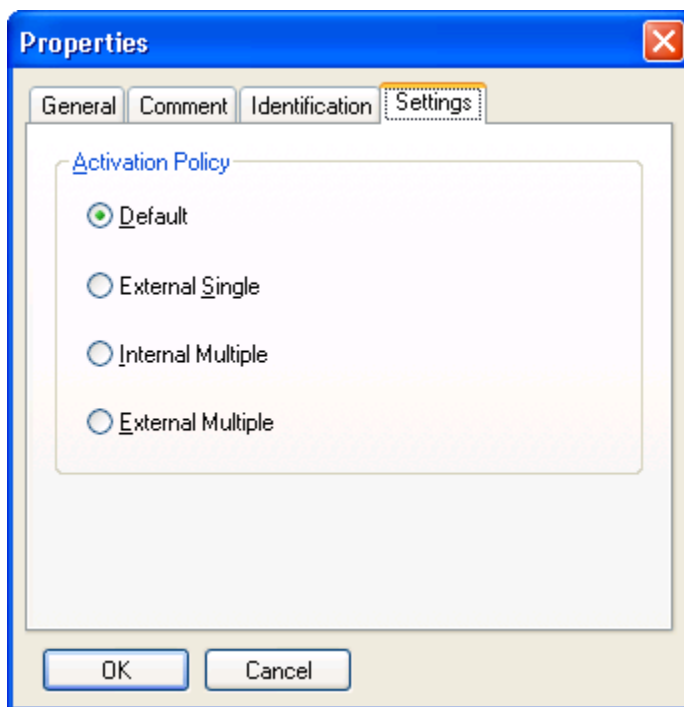 Properties
General Comment Identification Settings
Activation Policy
Default
External Single
Internal Multiple
External Multiple
OK Cancel